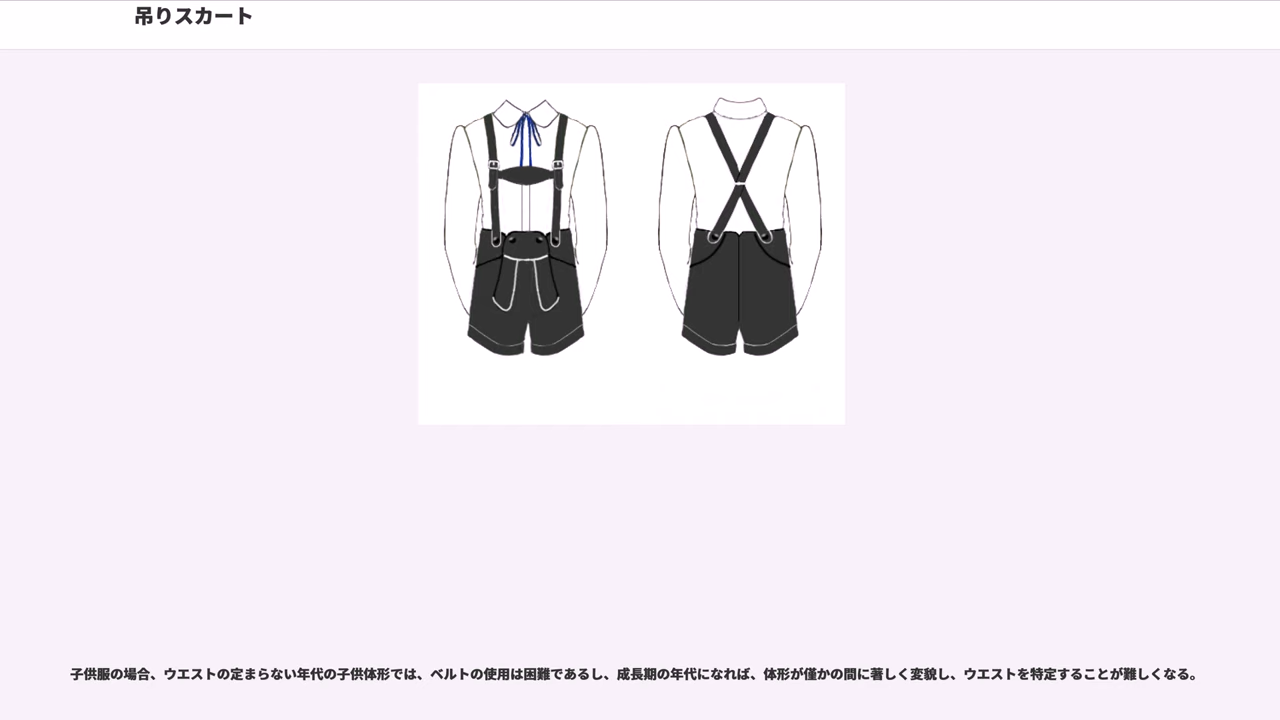 吊りスカート
子供服の場合、ウエストの定まらない年代の子供体形では、ベルトの使用は困難であるし、成長期の年代になれば、体形が僅かの間に著しく変貌し、ウエストを特定することが難しくなる。